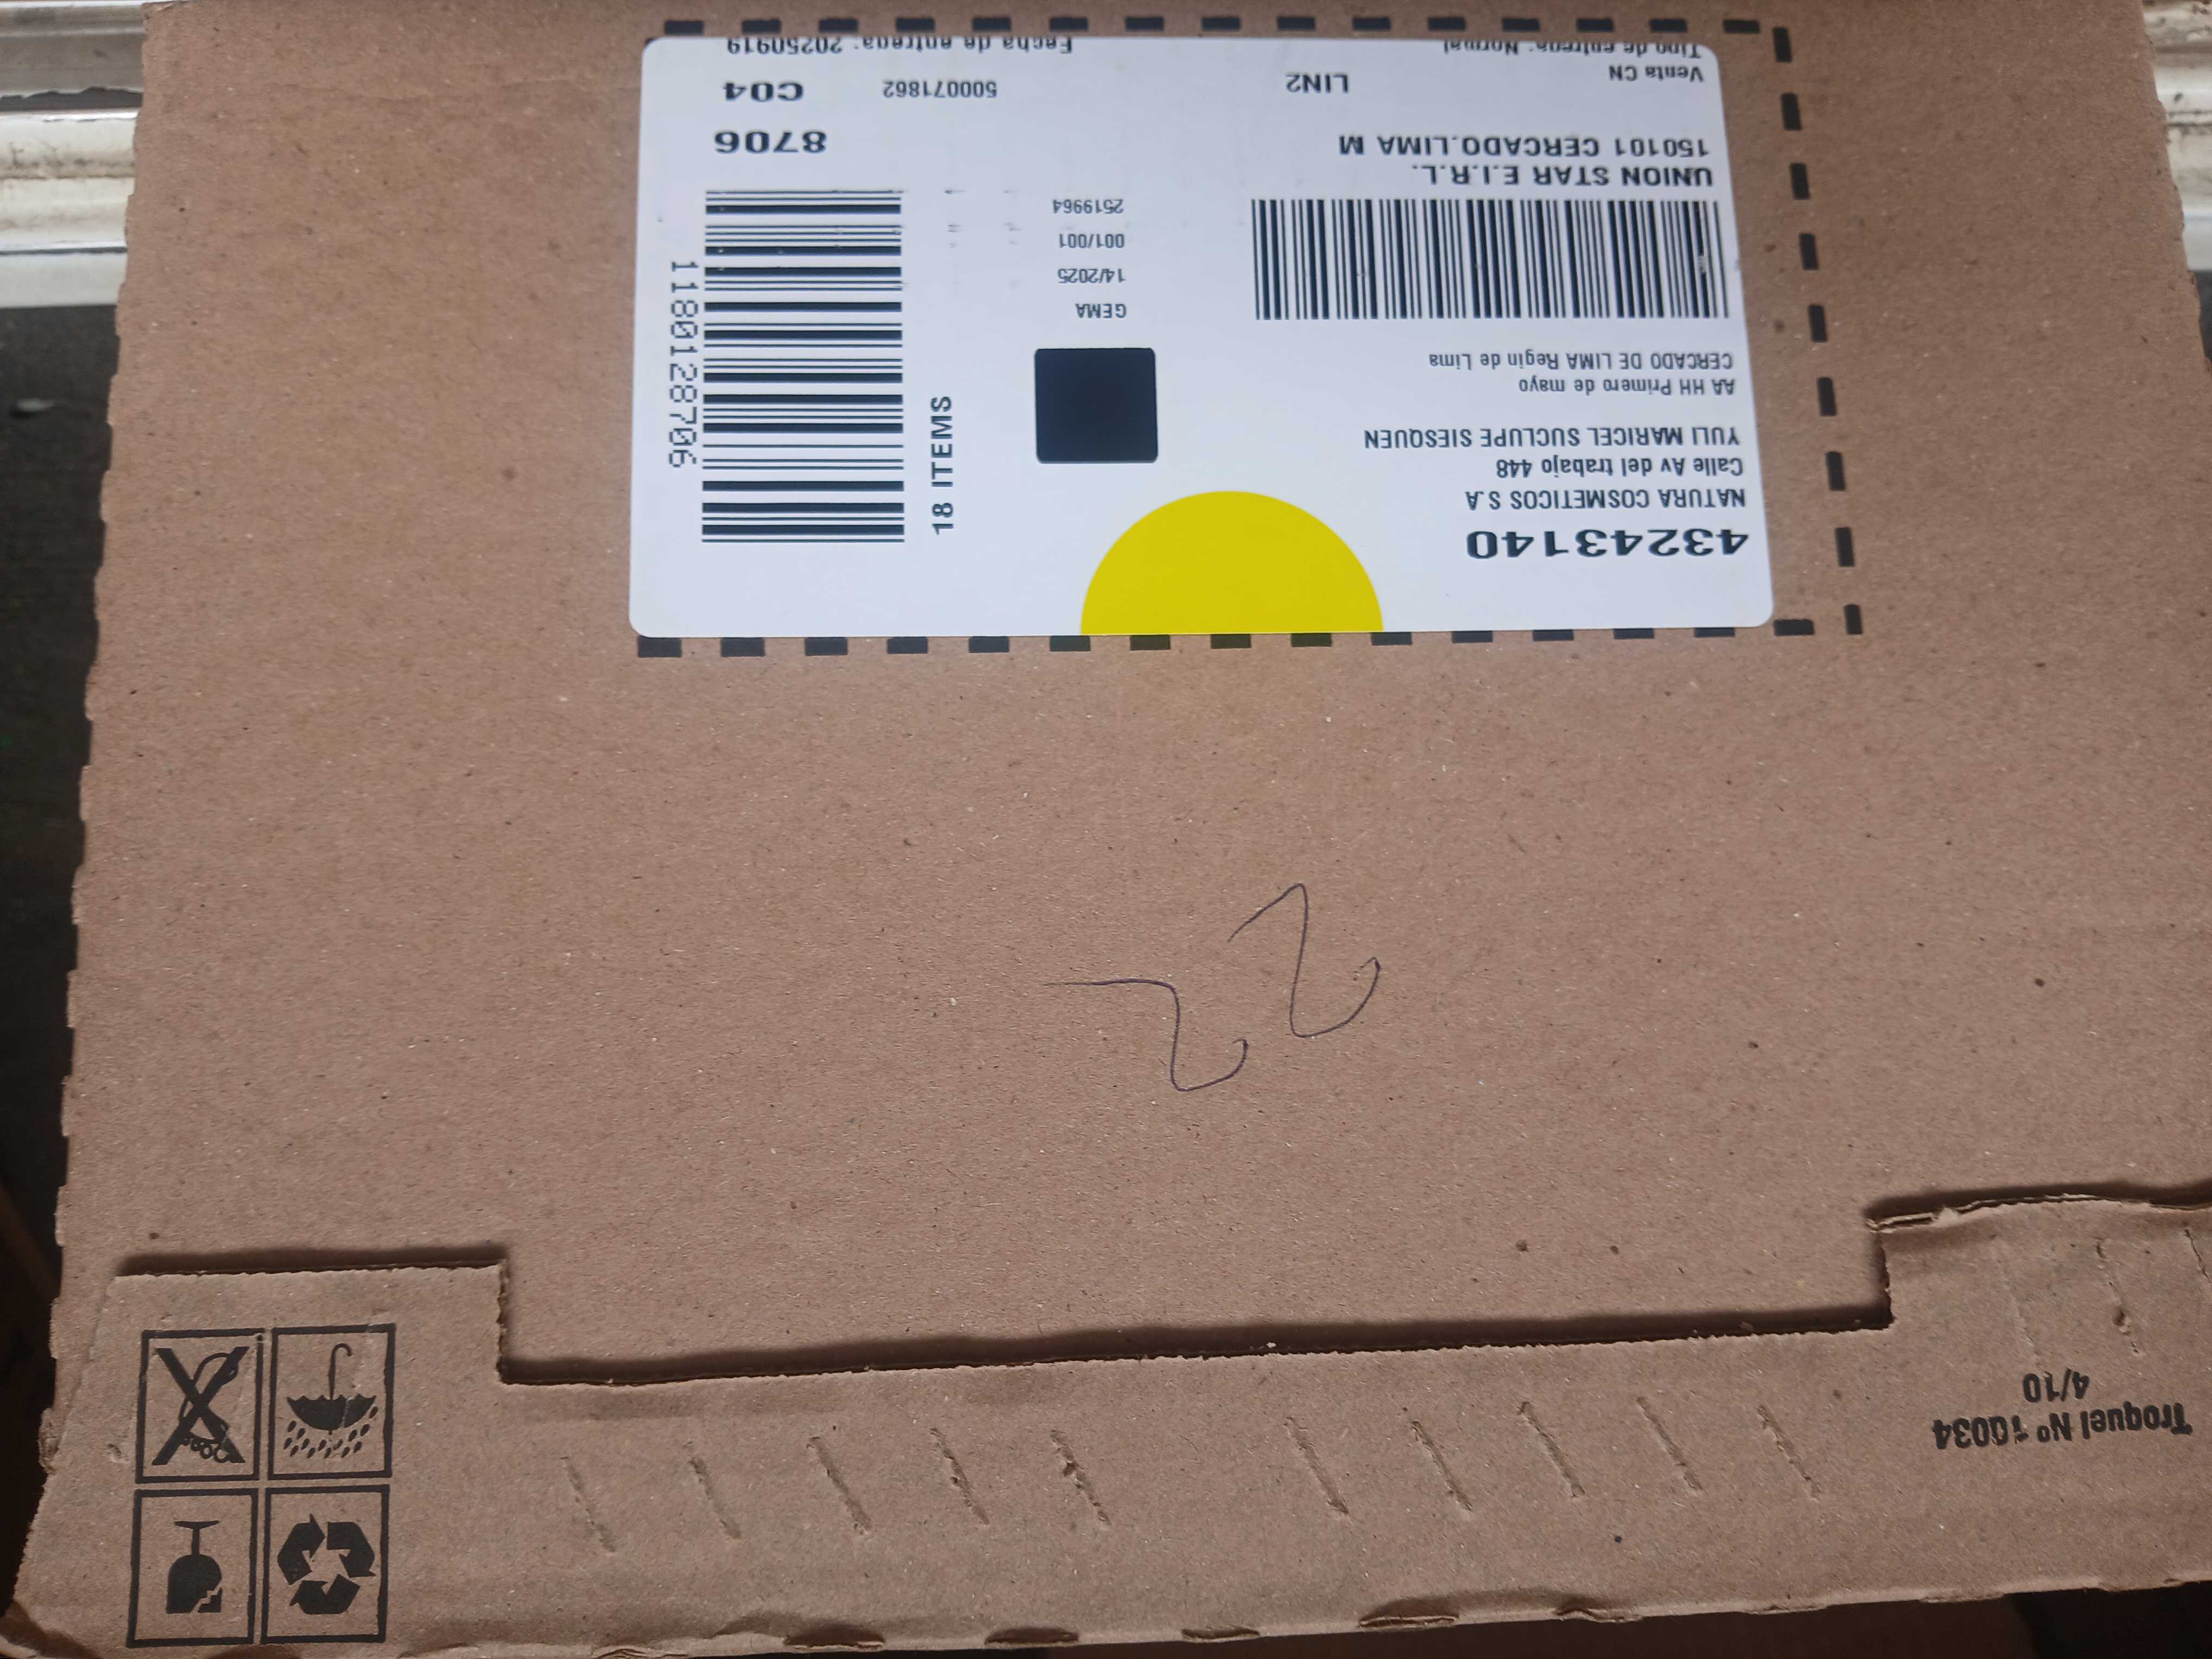 43243140
NATURA COSMETICOS S.A
Calle Av del trabajo 448
YULI MARICEL SUCLUPE SIESQUEN
AA HH Primero de mayo
CERCADO DE LIMA Regin de Lima
GEMA
14/2025
001/001
2519964
18 ITEMS
1180128706
UNION STAR E.I.R.L.
150101 CERCADO.LIMA M
8706
Venta CN
LIN2
500071862
C04
Tipo de entrega: Normal
Fecha de entrega: 20250919
22
Troquel Nº 10034
4/10